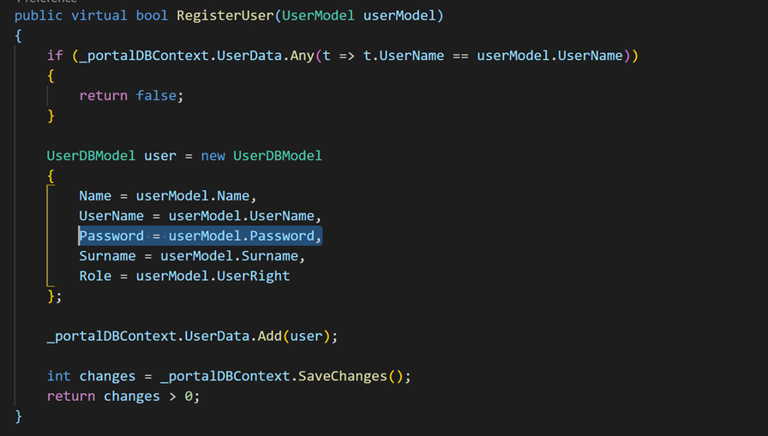 public virtual bool RegisterUser(UserModel userModel)
{
if (_portalDBContext.UserData.Any(t => t.UserName == userModel.UserName))
{
return false;
}
UserDBModel user = new UserDBModel
{
Name = userModel.Name,
UserName = userModel.UserName,
Password = userModel.Password,
Surname = userModel.Surname,
Role = userModel.UserRight
};
_portalDBContext.UserData.Add(user);
int changes = _portalDBContext.SaveChanges();
return changes > 0;
}